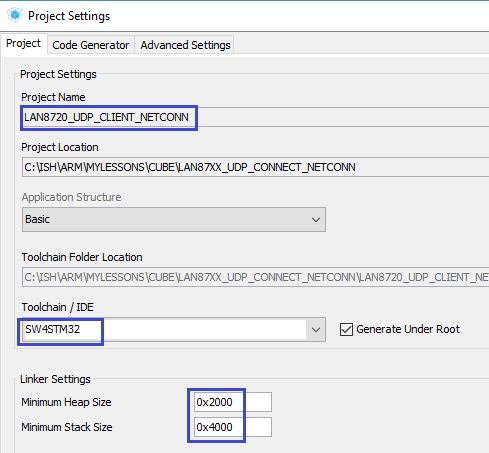 Project Settings
Project
Code Generator
Advanced Settings
Project Settings
Project Name
LAN8720_UDP_CLIENT_NETCONN
Project Location
C:\ISH\ARM\MYLESSONS\CUBE\LAN87XX_UDP_CONNECT_NETCONN
Application Structure
Basic
Toolchain Folder Location
C:\ISH\ARM\MYLESSONS\CUBE\LAN87XX_UDP_CONNECT_NETCONN\LAN8720_UDP_CLIENT_NET
Toolchain / IDE
SW4STM32
Generate Under Root
Linker Settings
Minimum Heap Size
0x2000
Minimum Stack Size
0x4000